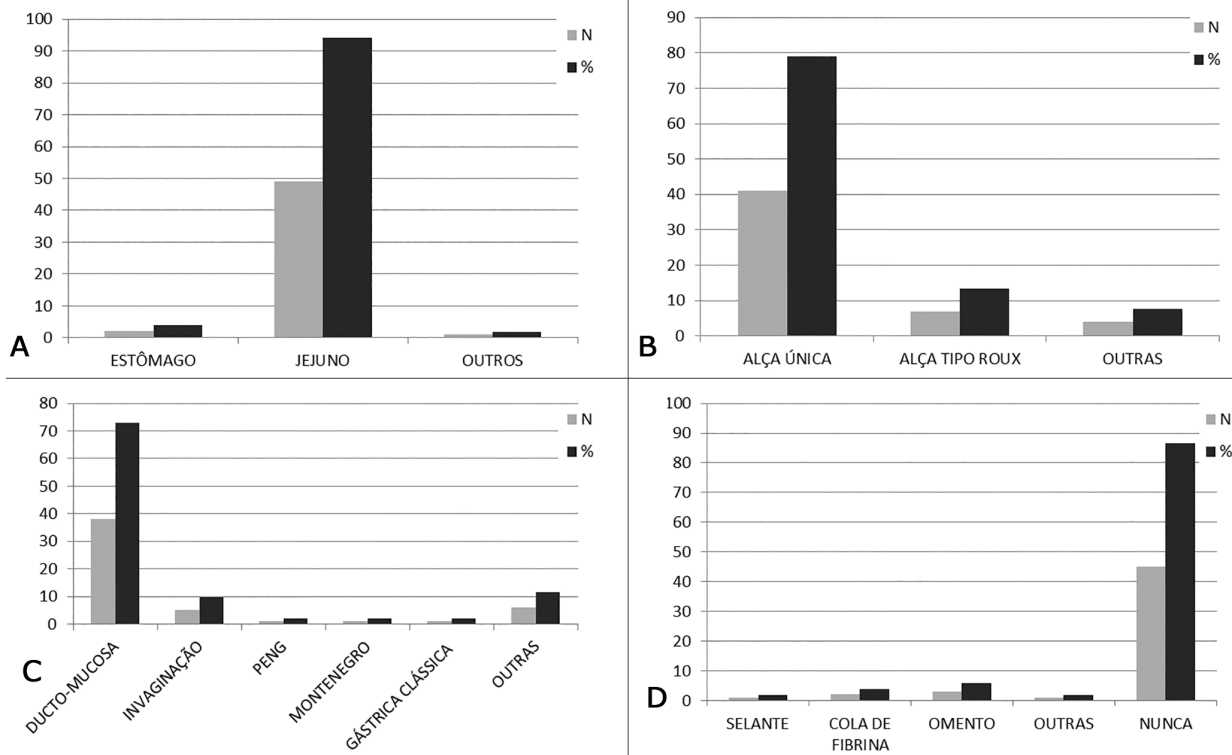 100
90
80
70
60
50
40
30
20
10
0
N
%
ESTÔMAGO JEJUNO OUTROS
A
90
80
70
60
50
40
30
20
10
0
N
%
ALÇA ÚNICA ALÇA TIPO ROUX OUTRAS
B
80
70
60
50
40
30
20
10
0
N
%
DUCTO-MUCOSA
INVAGINAÇÃO
PENG
MONTENEGRO
GÁSTRICA CLÁSSICA
OUTRAS
C
100
90
80
70
60
50
40
30
20
10
0
N
%
SELANTE COLA DE OMENTO OUTRAS NUNCA
FIBRINA
D